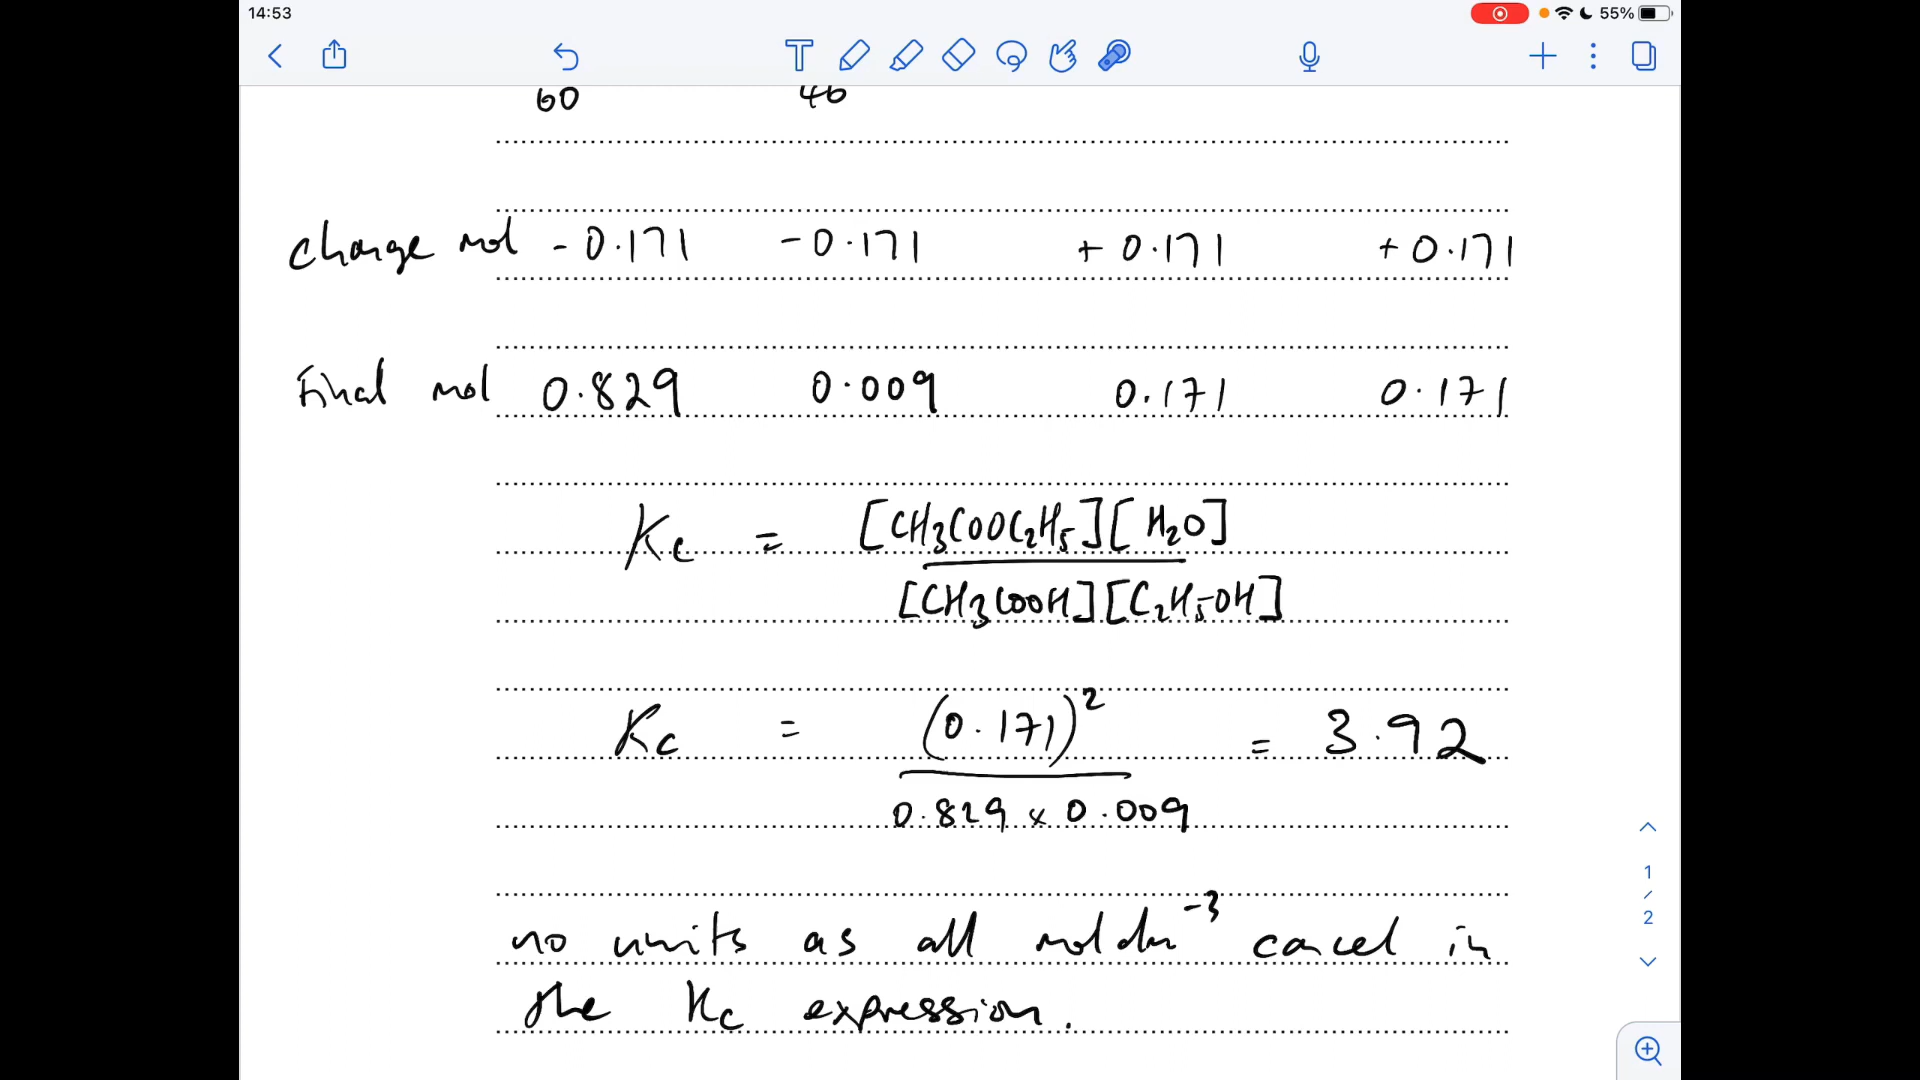 14:53
55%
T
60 46
change mol - 0.171 - 0.171 + 0.171 + 0.171
Final mol 0.829 0.009 0.171 0.171
Kc = [CH3COOC2H5][H2O]
[CH3COOH][C2H5OH]
Kc = (0.171)² = 3.92
0.829 x 0.009
no units as all mol dm⁻³ cancel in
the Kc expression.
1
/
2